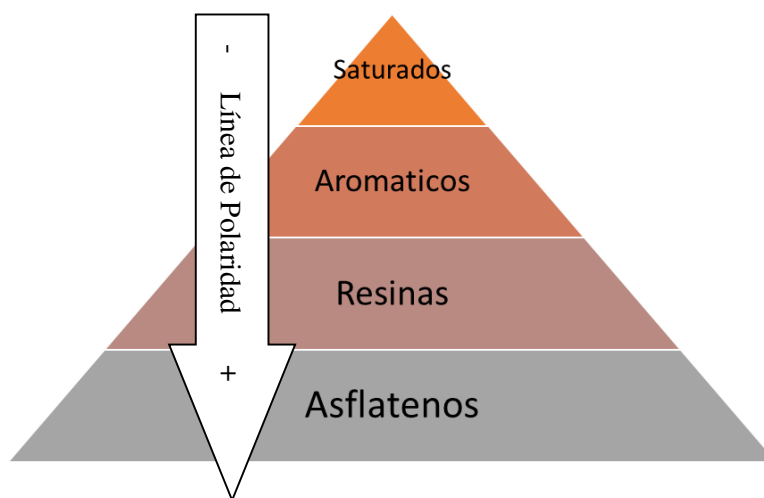 - Línea de Polaridad +
Saturados
Aromaticos
Resinas
Asflatenos